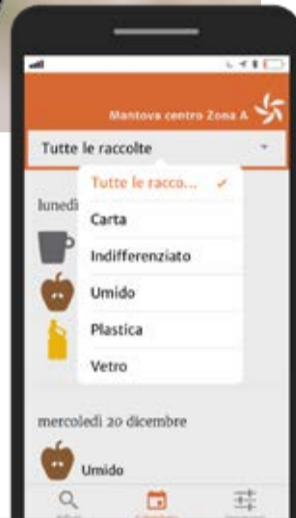 Mantova centro Zona A
Tutte le raccolte
Tutte le racco...
lunedì
Carta
Indifferenziato
Umido
Plastica
Vetro
mercoledì 20 dicembre
Umido